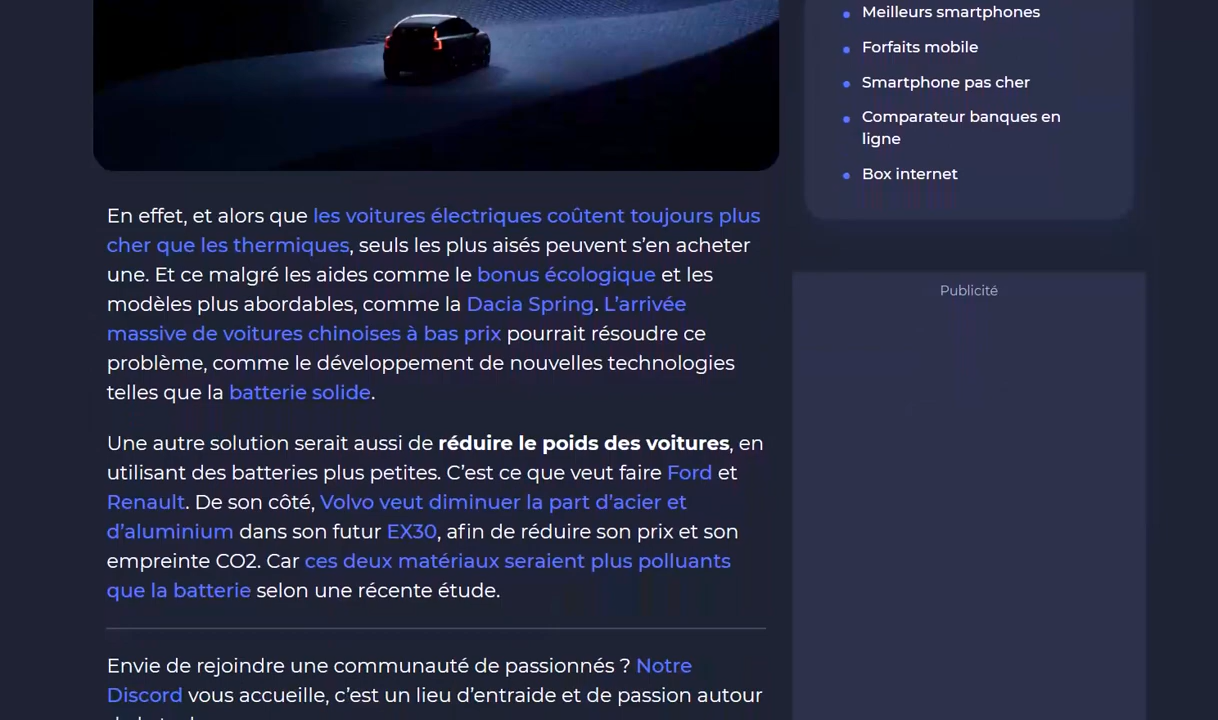 Meilleurs smartphones
Forfaits mobile
Smartphone pas cher
Comparateur banques en
ligne
Box internet
Publicité
En effet, et alors que les voitures électriques coûtent toujours plus
cher que les thermiques, seuls les plus aisés peuvent s’en acheter
une. Et ce malgré les aides comme le bonus écologique et les
modèles plus abordables, comme la Dacia Spring. L’arrivée
massive de voitures chinoises à bas prix pourrait résoudre ce
problème, comme le développement de nouvelles technologies
telles que la batterie solide.
Une autre solution serait aussi de réduire le poids des voitures, en
utilisant des batteries plus petites. C’est ce que veut faire Ford et
Renault. De son côté, Volvo veut diminuer la part d’acier et
d’aluminium dans son futur EX30, afin de réduire son prix et son
empreinte CO2. Car ces deux matériaux seraient plus polluants
que la batterie selon une récente étude.
Envie de rejoindre une communauté de passionnés ? Notre
Discord vous accueille, c’est un lieu d’entraide et de passion autour